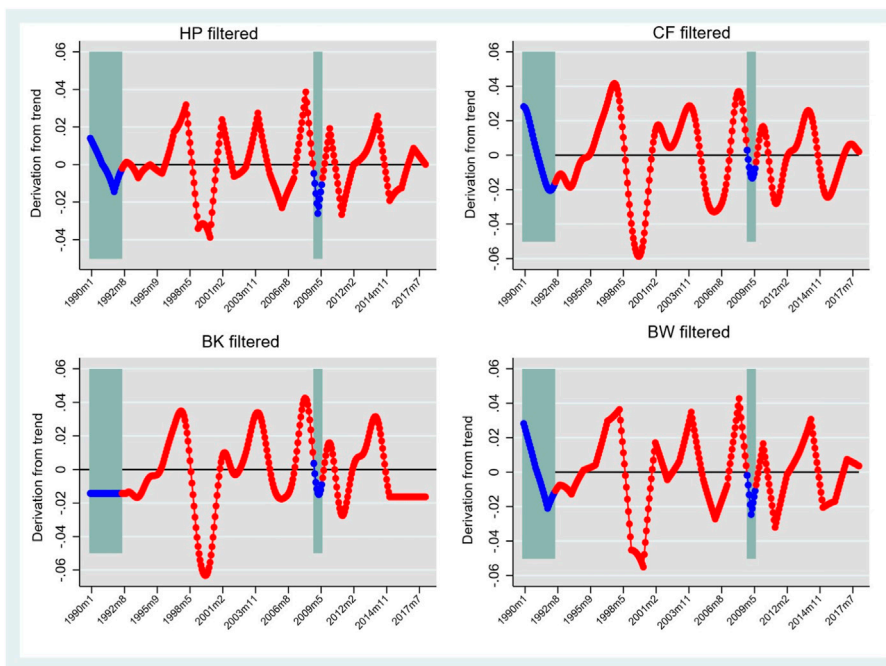 HP filtered
Derivation from trend
.06
.04
.02
0
-.02
-.04
1990m1
1992m8
1995m9
1998m5
2001m2
2003m11
2006m8
2009m5
2012m2
2014m11
2017m7
CF filtered
Derivation from trend
.06
.04
.02
0
-.02
-.04
-.06
1990m1
1992m8
1995m9
1998m5
2001m2
2003m11
2006m8
2009m5
2012m2
2014m11
2017m7
BK filtered
Derivation from trend
.06
.04
.02
0
-.02
-.04
-.06
1990m1
1992m8
1995m9
1998m5
2001m2
2003m11
2006m8
2009m5
2012m2
2014m11
2017m7
BW filtered
Derivation from trend
.06
.04
.02
0
-.02
-.04
-.06
1990m1
1992m8
1995m9
1998m5
2001m2
2003m11
2006m8
2009m5
2012m2
2014m11
2017m7